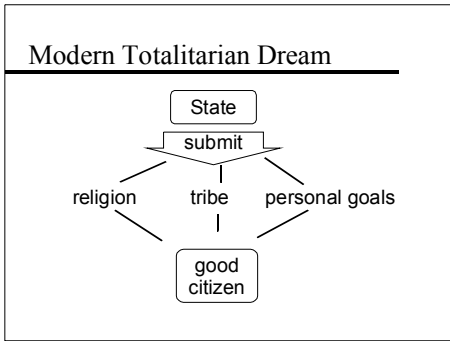 Modern Totalitarian Dream
State
submit
religion tribe personal goals
good
citizen